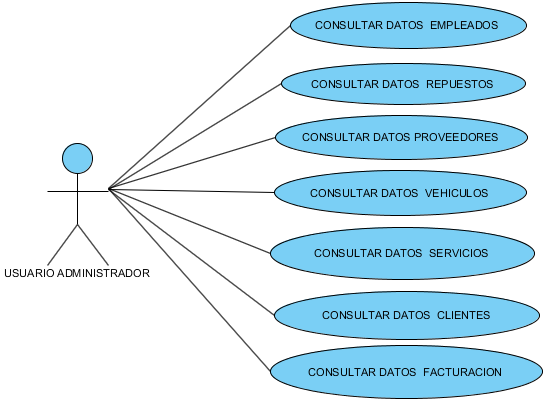 CONSULTAR DATOS EMPLEADOS
CONSULTAR DATOS REPUESTOS
CONSULTAR DATOS PROVEEDORES
CONSULTAR DATOS VEHICULOS
CONSULTAR DATOS SERVICIOS
USUARIO ADMINISTRADOR
CONSULTAR DATOS CLIENTES
CONSULTAR DATOS FACTURACION